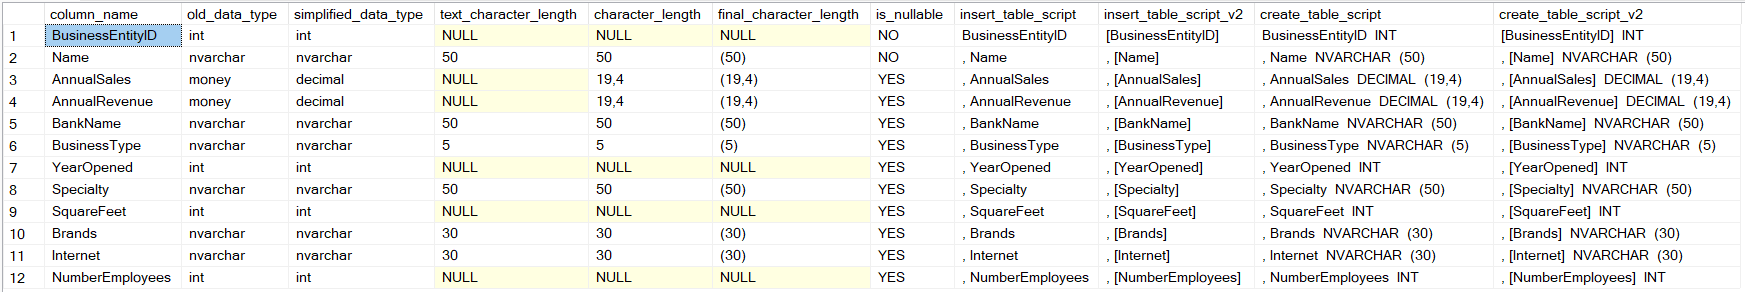 column_name old_data_type simplified_data_type text_character_length character_length final_character_length is_nullable insert_table_script insert_table_script_v2 create_table_script create_table_script_v2
1 BusinessEntityID int int NULL NULL NULL NO BusinessEntityID [BusinessEntityID] BusinessEntityID INT [BusinessEntityID] INT
2 Name nvarchar nvarchar 50 50 (50) NO , Name , [Name] , Name NVARCHAR (50) , [Name] NVARCHAR (50)
3 AnnualSales money decimal NULL 19,4 (19,4) YES , AnnualSales , [AnnualSales] , AnnualSales DECIMAL (19,4) , [AnnualSales] DECIMAL (19,4)
4 AnnualRevenue money decimal NULL 19,4 (19,4) YES , AnnualRevenue , [AnnualRevenue] , AnnualRevenue DECIMAL (19,4) , [AnnualRevenue] DECIMAL (19,4)
5 BankName nvarchar nvarchar 50 50 (50) YES , BankName , [BankName] , BankName NVARCHAR (50) , [BankName] NVARCHAR (50)
6 BusinessType nvarchar nvarchar 5 5 (5) YES , BusinessType , [BusinessType] , BusinessType NVARCHAR (5) , [BusinessType] NVARCHAR (5)
7 YearOpened int int NULL NULL NULL YES , YearOpened , [YearOpened] , YearOpened INT , [YearOpened] INT
8 Specialty nvarchar nvarchar 50 50 (50) YES , Specialty , [Specialty] , Specialty NVARCHAR (50) , [Specialty] NVARCHAR (50)
9 SquareFeet int int NULL NULL NULL YES , SquareFeet , [SquareFeet] , SquareFeet INT , [SquareFeet] INT
10 Brands nvarchar nvarchar 30 30 (30) YES , Brands , [Brands] , Brands NVARCHAR (30) , [Brands] NVARCHAR (30)
11 Internet nvarchar nvarchar 30 30 (30) YES , Internet , [Internet] , Internet NVARCHAR (30) , [Internet] NVARCHAR (30)
12 NumberEmployees int int NULL NULL NULL YES , NumberEmployees , [NumberEmployees] , NumberEmployees INT , [NumberEmployees] INT